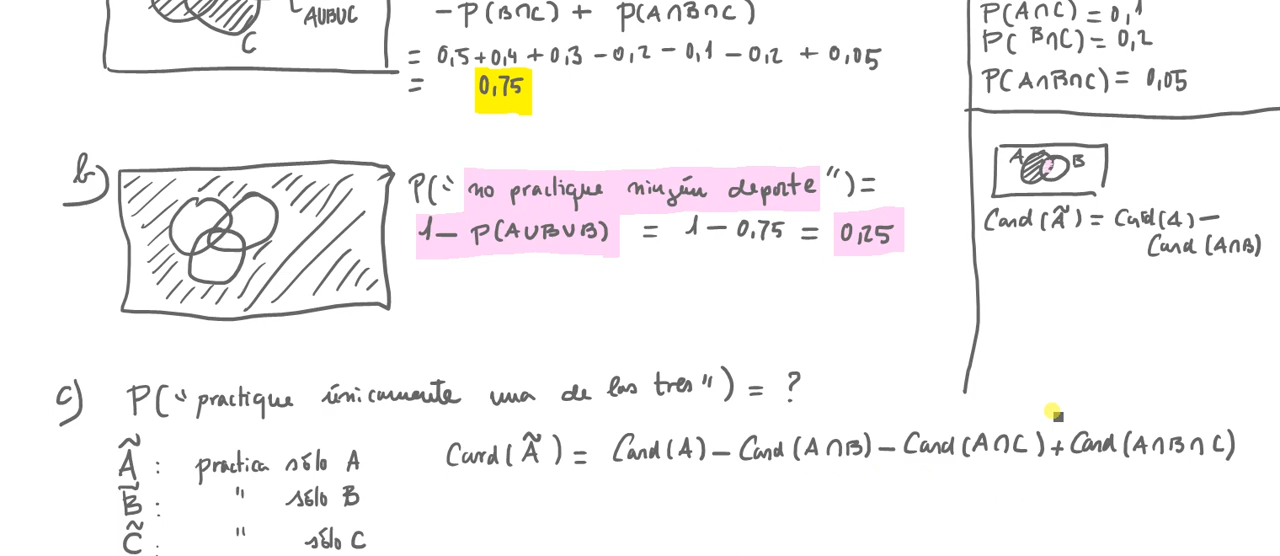 AUBUC
C
- P(B∩C) + P(A∩B∩C)
= 0,5+0,4+0,3-0,2-0,1-0,2 + 0,05
= 0,75
P(A∩C) = 0,1
P(B∩C) = 0,2
P(A∩B∩C) = 0,05
A B
Card(Ã) = Card(A) -
Card(A∩B)
b) P("no practique ningún deporte") =
1 - P(AUBUB) = 1 - 0,75 = 0,25
c) P("practique únicamente una de las tres") = ?
Ã : practica sólo A Card(Ã) = Card(A) - Card(A∩B) - Card(A∩C) + Card(A∩B∩C)
B̃ : " sólo B
C̃ : " sólo C